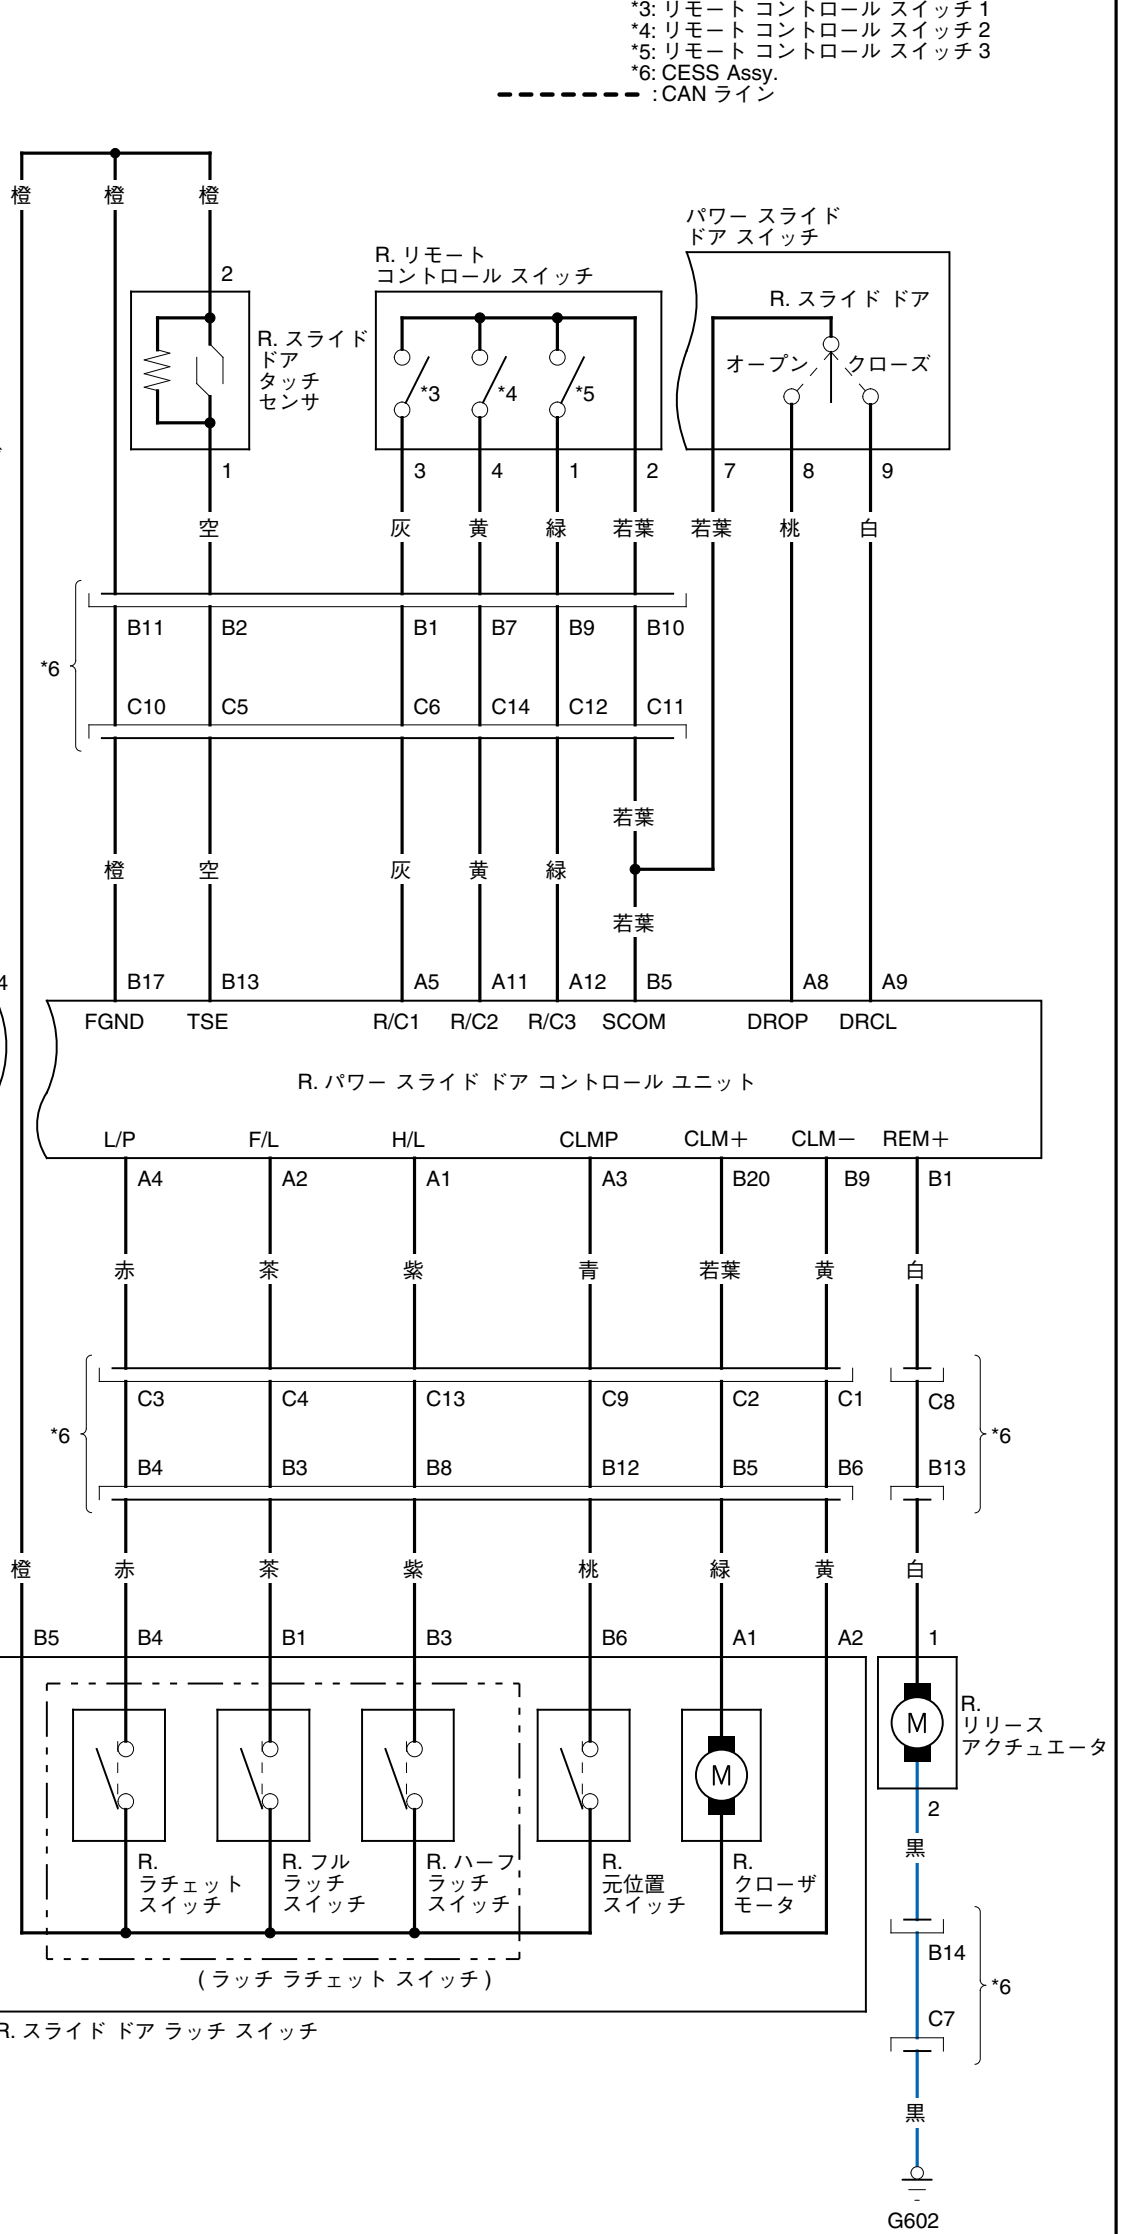 *3: リモート コントロール スイッチ 1
*4: リモート コントロール スイッチ 2
*5: リモート コントロール スイッチ 3
*6: CESS Assy.
: CAN ライン
橙 橙 橙
パワー スライド
ドア スイッチ
R. リモート
コントロール スイッチ
2
R. スライド ドア
R. スライド
ドア
タッチ
センサ
オープン クローズ
*3 *4 *5
1 3 4 1 2 7 8 9
空 灰 黄 緑 若葉 若葉 桃 白
B11 B2 B1 B7 B9 B10
*6
C10 C5 C6 C14 C12 C11
若葉
橙 空 灰 黄 緑
若葉
4
B17 B13 A5 A11 A12 B5 A8 A9
FGND TSE R/C1 R/C2 R/C3 SCOM DROP DRCL
R. パワー スライド ドア コントロール ユニット
L/P F/L H/L CLMP CLM+ CLM− REM+
A4 A2 A1 A3 B20 B9 B1
赤 茶 紫 青 若葉 黄 白
C3 C4 C13 C9 C2 C1 C8
*6 *6
B4 B3 B8 B12 B5 B6 B13
橙 赤 茶 紫 桃 緑 黄 白
B5 B4 B1 B3 B6 A1 A2 1
M
R.
リリース
アクチュエータ
M
2
黒
R.
ラチェット
スイッチ
R. フル
ラッチ
スイッチ
R. ハーフ
ラッチ
スイッチ
R.
元位置
スイッチ
R.
クローザ
モータ
B14
(ラッチ ラチェット スイッチ)
*6
C7
R. スライド ドア ラッチ スイッチ
黒
G602